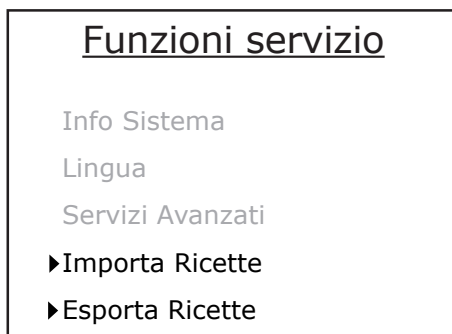 Funzioni servizio
Info Sistema
Lingua
Servizi Avanzati
Importa Ricette
Esporta Ricette